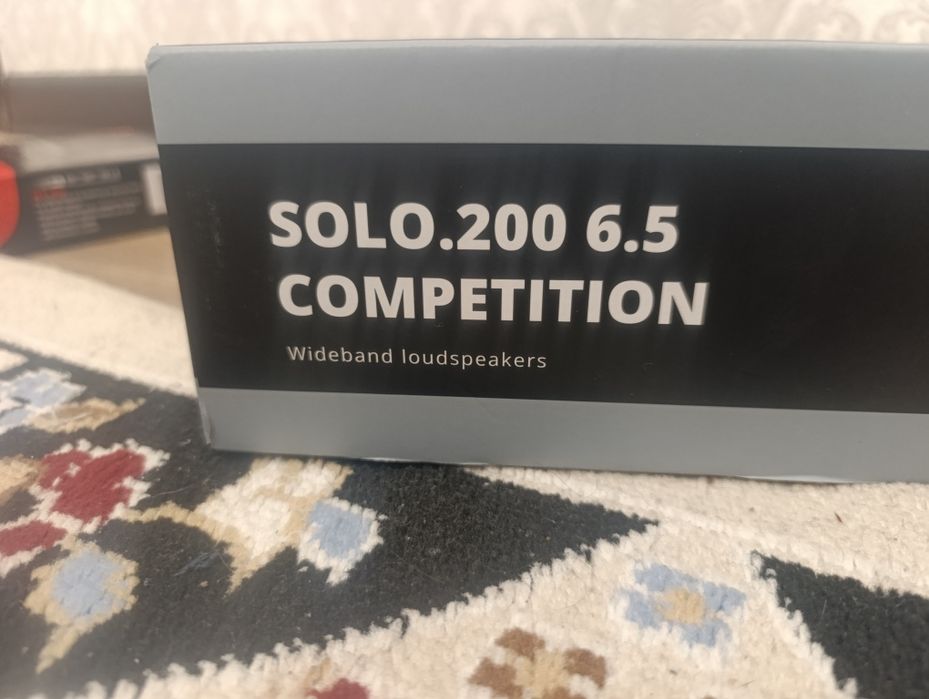 SOLO.200 6.5
COMPETITION
Wideband loudspeakers